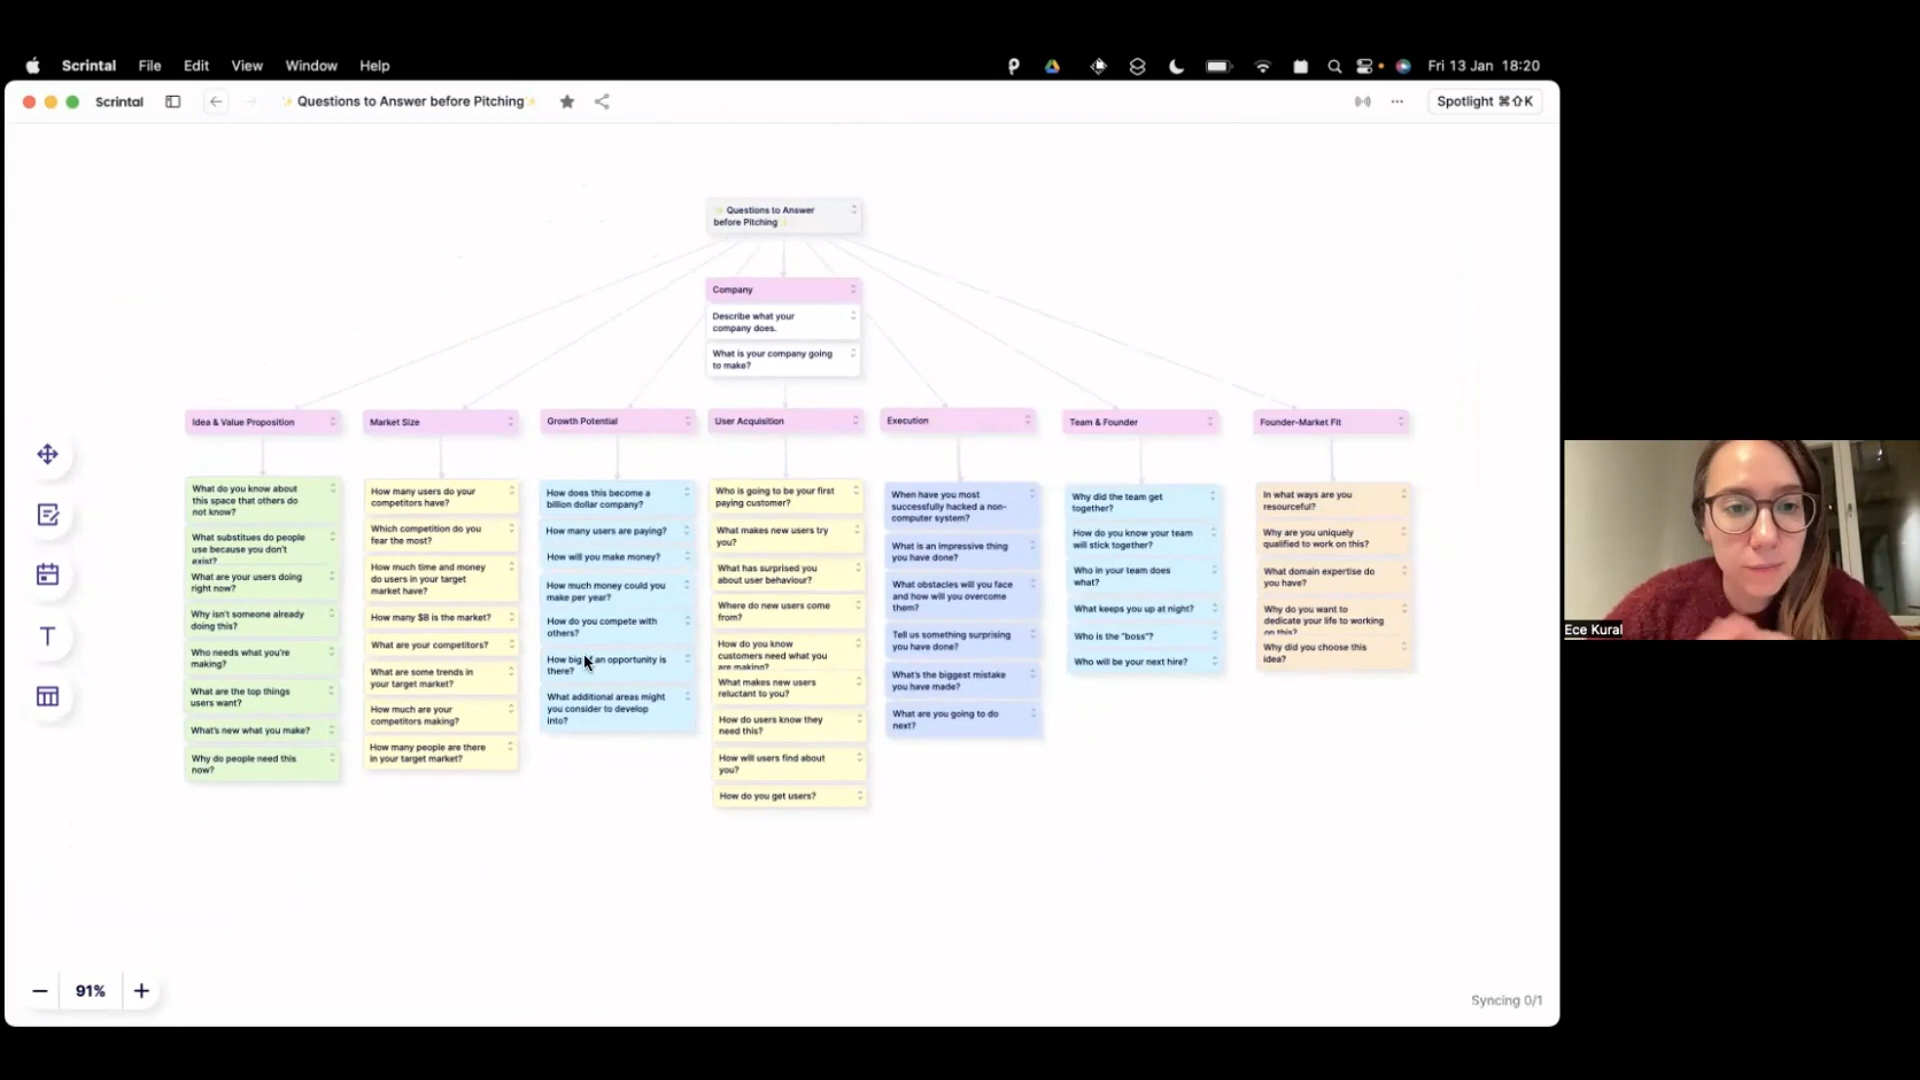 Scrintal File Edit View Window Help
Fri 13 Jan 18:20
Scrintal
✨ Questions to Answer before Pitching ✨
Spotlight ⌘⇧K
✨ Questions to Answer
before Pitching ✨
Company
Describe what your
company does.
What is your company going
to make?
Idea & Value Proposition
What do you know about
this space that others do
not know?
What substitues do people
use because you don't
exist?
What are your users doing
right now?
Why isn't someone already
doing this?
Who needs what you're
making?
What are the top things
users want?
What's new what you make?
Why do people need this
now?
Market Size
How many users do your
competitors have?
Which competition do you
fear the most?
How much time and money
do users in your target
market have?
How many $B is the market?
What are your competitors?
What are some trends in
your target market?
How much are your
competitors making?
How many people are there
in your target market?
Growth Potential
How does this become a
billion dollar company?
How many users are paying?
How will you make money?
How much money could you
make per year?
How do you compete with
others?
How big of an opportunity is
there?
What additional areas might
you consider to develop
into?
User Acquisition
Who is going to be your first
paying customer?
What makes new users try
you?
What has surprised you
about user behaviour?
Where do new users come
from?
How do you know
customers need what you
are making?
What makes new users
reluctant to you?
How do users know they
need this?
How will users find about
you?
How do you get users?
Execution
When have you most
successfully hacked a non-
computer system?
What is an impressive thing
you have done?
What obstacles will you face
and how will you overcome
them?
Tell us something surprising
you have done?
What's the biggest mistake
you have made?
What are you going to do
next?
Team & Founder
Why did the team get
together?
How do you know your team
will stick together?
Who in your team does
what?
What keeps you up at night?
Who is the "boss"?
Who will be your next hire?
Founder-Market Fit
In what ways are you
resourceful?
Why are you uniquely
qualified to work on this?
What domain expertise do
you have?
Why do you want to
dedicate your life to working
on this?
Why did you choose this
idea?
T
91%
Syncing 0/1
Ece Kural